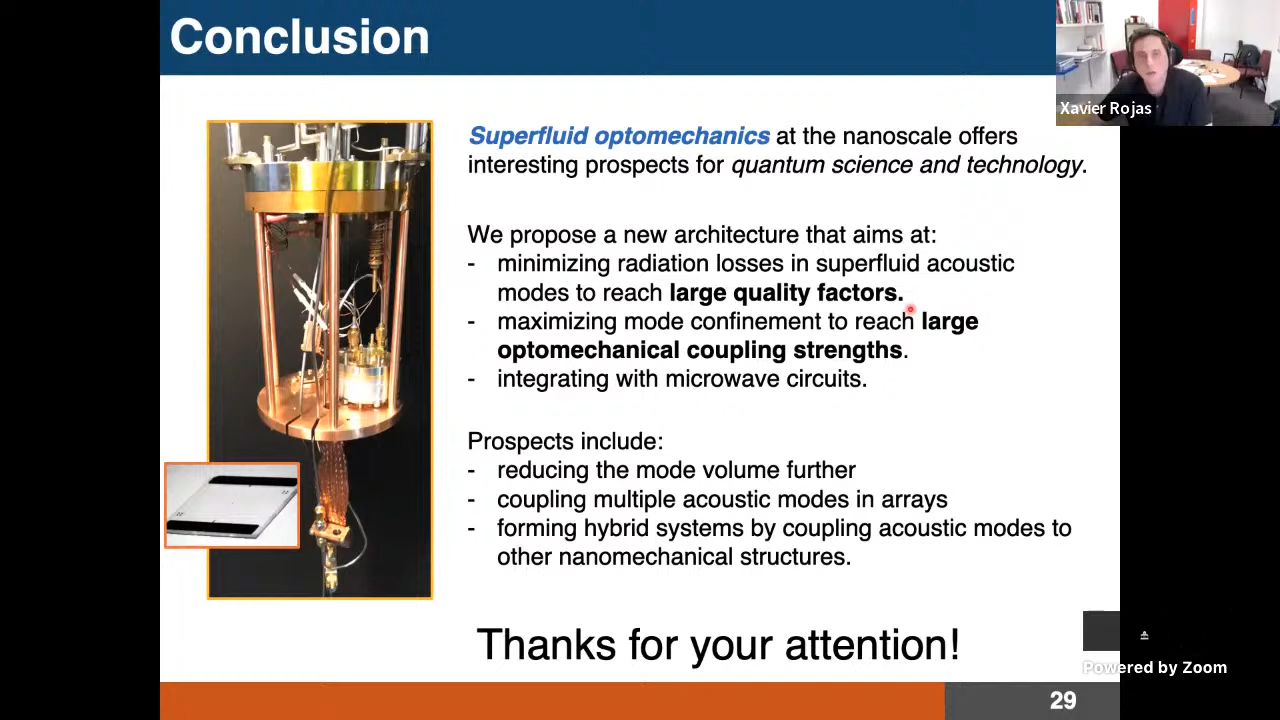 Conclusion
Xavier Rojas
Superfluid optomechanics at the nanoscale offers
interesting prospects for quantum science and technology.
We propose a new architecture that aims at:
- minimizing radiation losses in superfluid acoustic
modes to reach large quality factors.
- maximizing mode confinement to reach large
optomechanical coupling strengths.
- integrating with microwave circuits.
Prospects include:
- reducing the mode volume further
- coupling multiple acoustic modes in arrays
- forming hybrid systems by coupling acoustic modes to
other nanomechanical structures.
Thanks for your attention!
Powered by Zoom
29